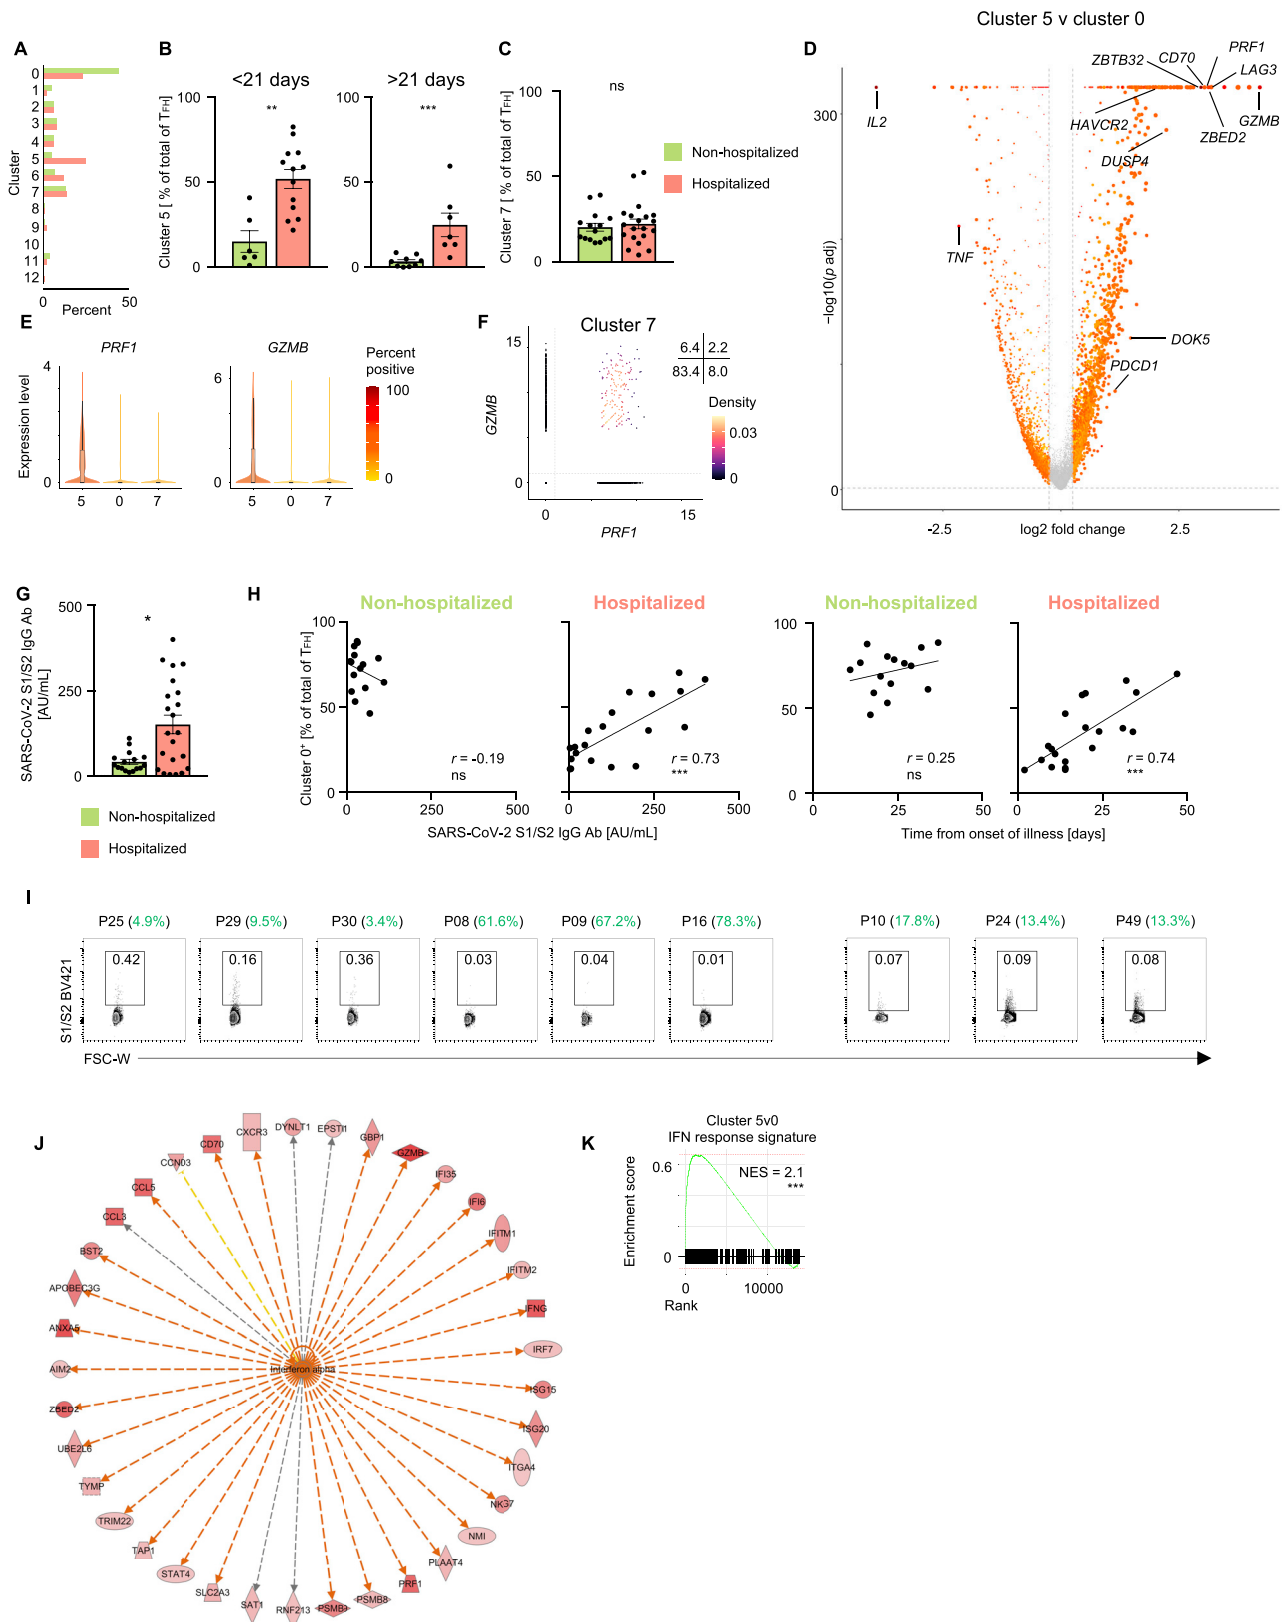 A
Cluster
0
1
2
3
4
5
6
7
8
9
10
11
12
0
50
Percent
B
<21 days
>21 days
Cluster 5 [ % of total of TFH]
100
50
0
**
100
50
0
***
C
Cluster 7 [ % of total of TFH]
100
50
0
ns
Non-hospitalized
Hospitalized
Cluster 5 v cluster 0
D
ZBTB32
CD70
PRF1
LAG3
IL2
HAVCR2
GZMB
ZBED2
DUSP4
TNF
DOK5
PDCD1
300
0
−log10(p adj)
-2.5
log2 fold change
2.5
E
PRF1
GZMB
Expression level
4
0
6
0
5
0
7
5
0
7
Percent
positive
100
0
F
Cluster 7
GZMB
15
0
0
15
PRF1
6.4
2.2
83.4
8.0
Density
0.03
0
G
SARS-CoV-2 S1/S2 IgG Ab
[AU/mL]
500
250
0
*
Non-hospitalized
Hospitalized
H
Non-hospitalized
Hospitalized
Non-hospitalized
Hospitalized
Cluster 0⁺ [% of total of TFH]
100
50
0
r = -0.19
ns
r = 0.73
***
100
50
0
r = 0.25
ns
r = 0.74
***
0
250
500
0
250
500
0
25
50
0
25
50
SARS-CoV-2 S1/S2 IgG Ab [AU/mL]
Time from onset of illness [days]
I
P25 (4.9%)
P29 (9.5%)
P30 (3.4%)
P08 (61.6%)
P09 (67.2%)
P16 (78.3%)
P10 (17.8%)
P24 (13.4%)
P49 (13.3%)
0.42
0.16
0.36
0.03
0.04
0.01
0.07
0.09
0.08
S1/S2 BV421
FSC-W
J
DYNLT1
EPSTI1
GBP1
GZMB
IFI35
IFI6
IFITM1
IFITM2
IFNG
IRF7
ISG15
ISG20
ITGA4
NKG7
NMI
PLAAT4
PRF1
PSMB8
RNF213
SAT1
SLC2A3
STAT4
TAP1
TRIM22
TYMP
UBE2L6
ZBED2
AIM2
ANXA5
APOBEC3G
BST2
CCL3
CCL5
CD70
CXCR3
Interferon alpha
K
Cluster 5v0
IFN response signature
NES = 2.1
***
Enrichment score
0.6
0
0
10000
Rank